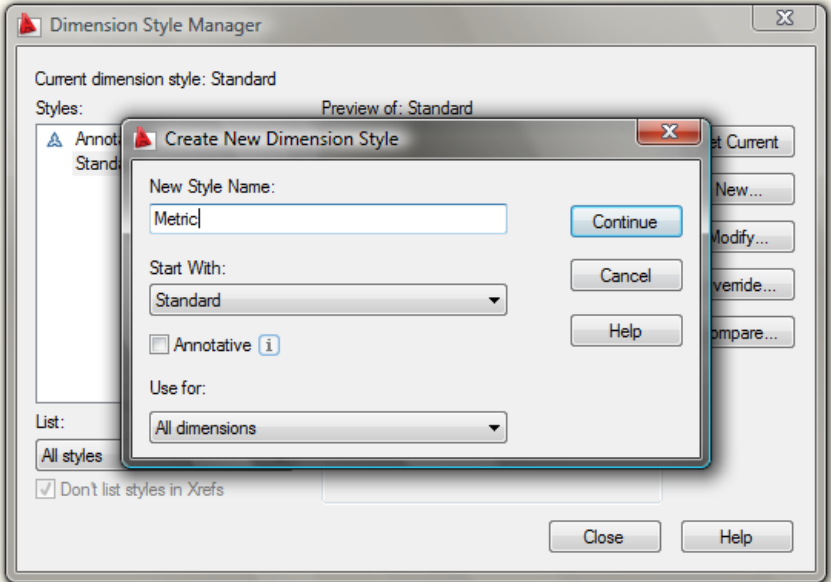 Dimension Style Manager
Current dimension style: Standard
Styles:
Preview of: Standard
Create New Dimension Style
New Style Name:
Metric
Continue
Start With:
Standard
Cancel
Annotative
Help
Use for:
All dimensions
New...
List:
All styles
Don't list styles in Xrefs
Current
Close
Help